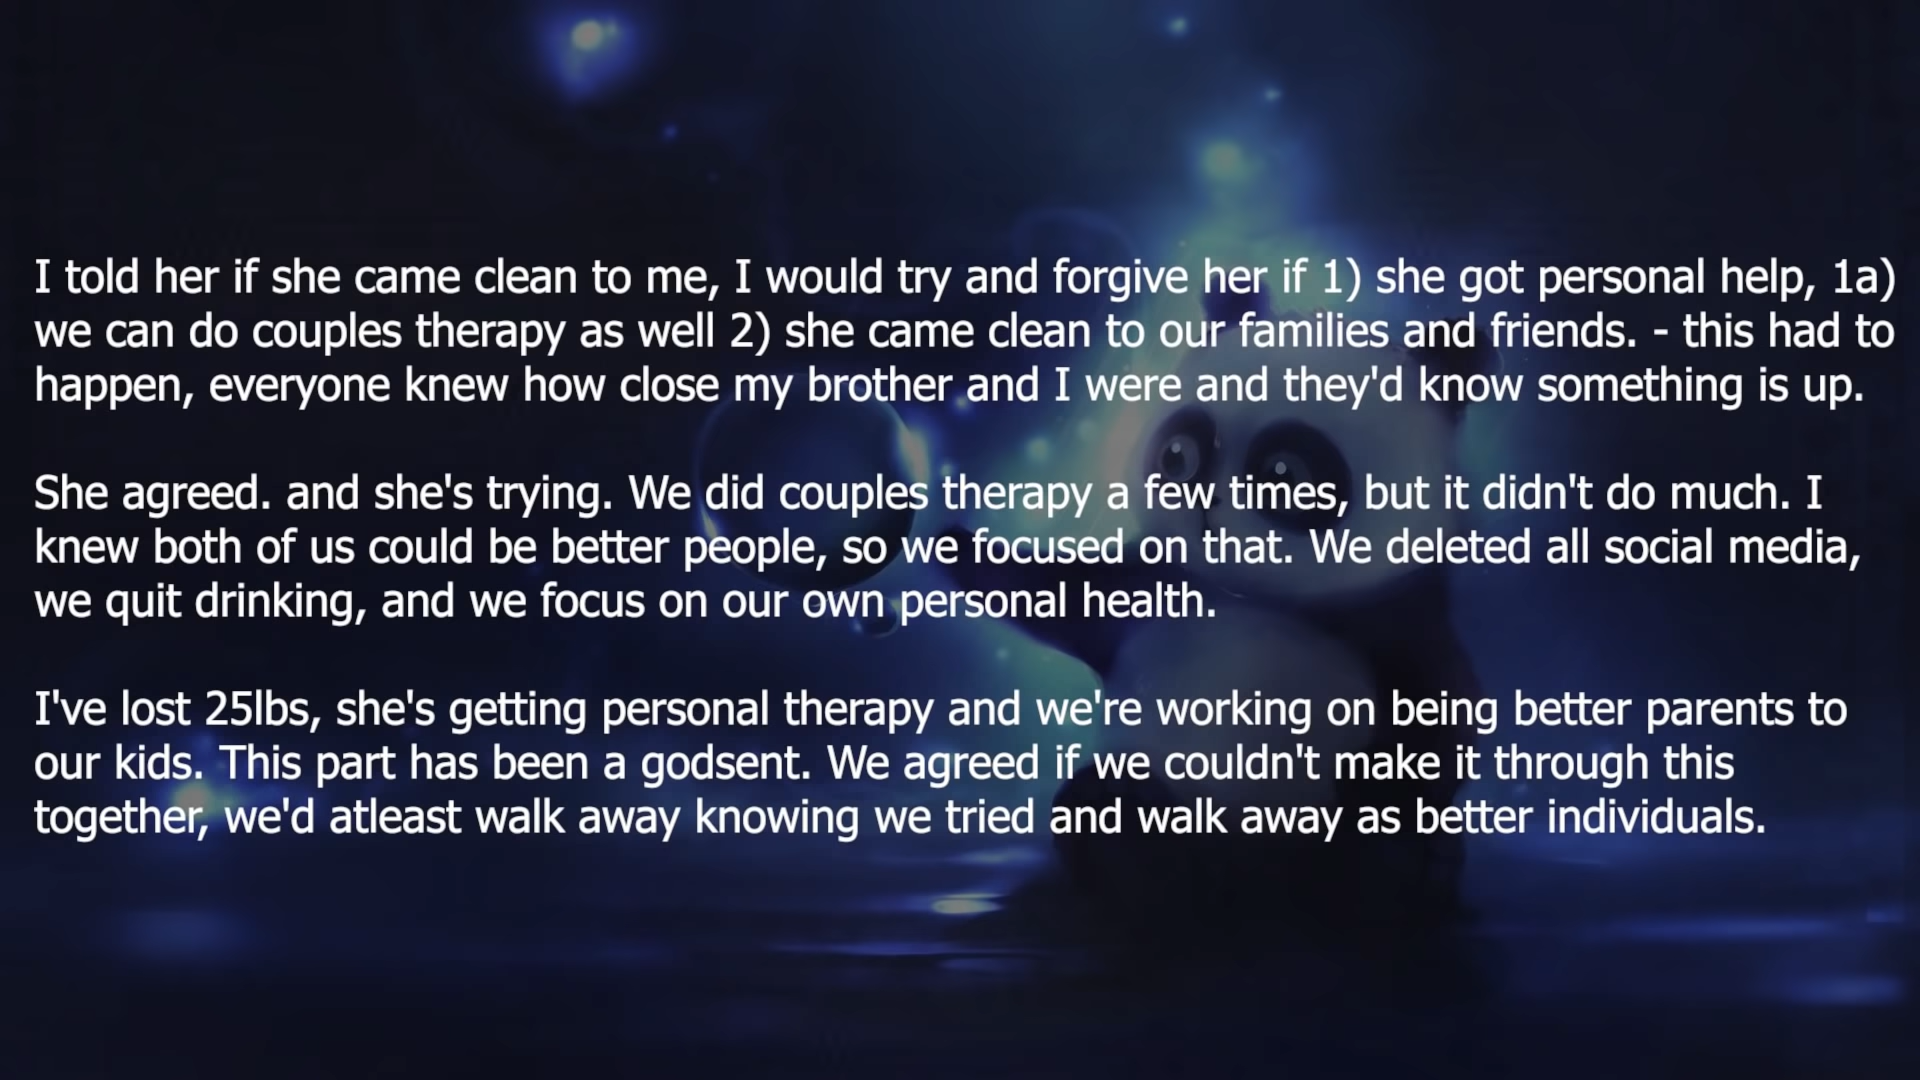 I told her if she came clean to me, I would try and forgive her if 1) she got personal help, 1a)
we can do couples therapy as well 2) she came clean to our families and friends. - this had to
happen, everyone knew how close my brother and I were and they'd know something is up.
She agreed. and she's trying. We did couples therapy a few times, but it didn't do much. I
knew both of us could be better people, so we focused on that. We deleted all social media,
we quit drinking, and we focus on our own personal health.
I've lost 25lbs, she's getting personal therapy and we're working on being better parents to
our kids. This part has been a godsent. We agreed if we couldn't make it through this
together, we'd atleast walk away knowing we tried and walk away as better individuals.